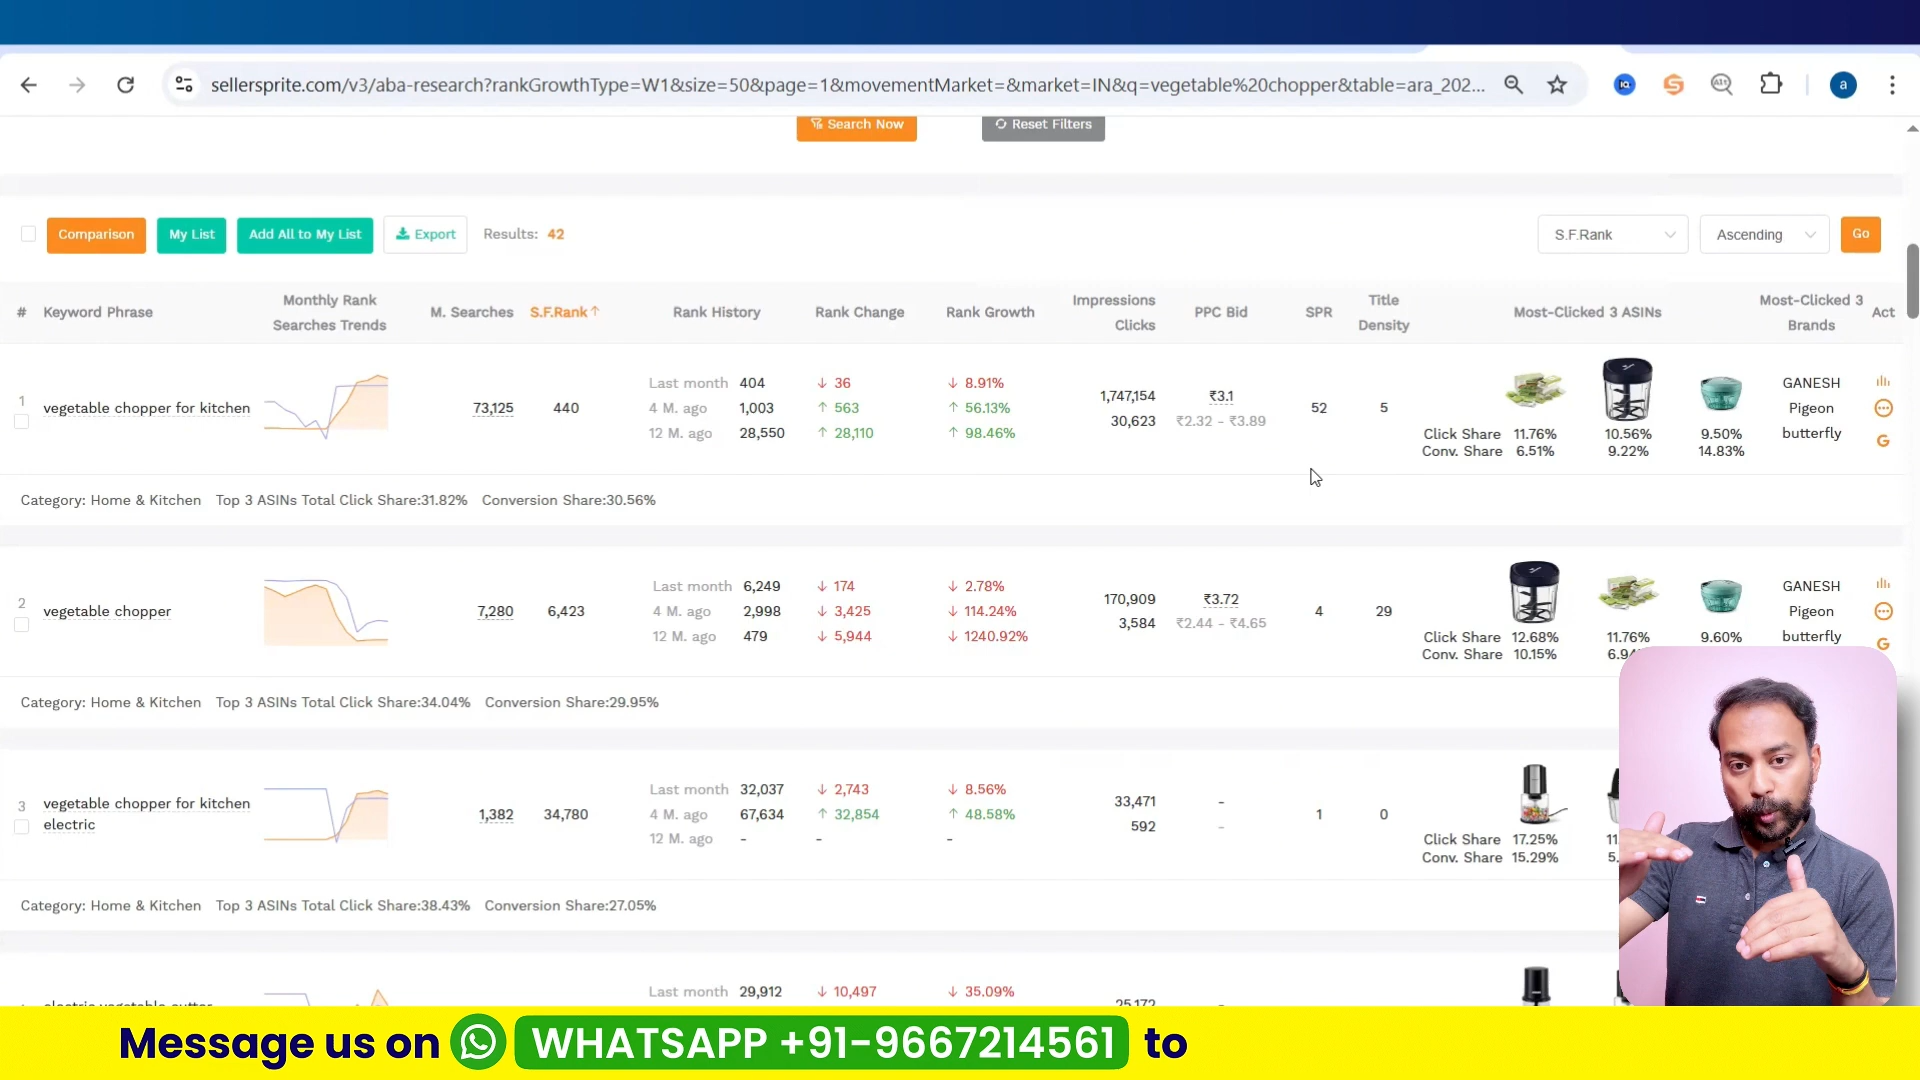 sellersprite.com/v3/aba-research?rankGrowthType=W1&size=50&page=1&movementMarket=&market=IN&q=vegetable%20chopper&table=ara_202...
a
Search Now
Reset Filters
Comparison
My List
Add All to My List
Export
Results: 42
S.F.Rank
Ascending
Go
# Keyword Phrase
Monthly Rank
Searches Trends
M. Searches
S.F.Rank↑
Rank History
Rank Change
Rank Growth
Impressions
Clicks
PPC Bid
SPR
Title
Density
Most-Clicked 3 ASINs
Most-Clicked 3
Brands
Act
1
vegetable chopper for kitchen
73,125
440
Last month 404 ↓ 36 ↓ 8.91%
4 M. ago 1,003 ↑ 563 ↑ 56.13%
12 M. ago 28,550 ↑ 28,110 ↑ 98.46%
1,747,154
30,623
₹3.1
₹2.32 - ₹3.89
52
5
Click Share 11.76% 10.56% 9.50%
Conv. Share 6.51% 9.22% 14.83%
GANESH
Pigeon
butterfly
Category: Home & Kitchen Top 3 ASINs Total Click Share:31.82% Conversion Share:30.56%
2
vegetable chopper
7,280
6,423
Last month 6,249 ↓ 174 ↓ 2.78%
4 M. ago 2,998 ↓ 3,425 ↓ 114.24%
12 M. ago 479 ↓ 5,944 ↓ 1240.92%
170,909
3,584
₹3.72
₹2.44 - ₹4.65
4
29
Click Share 12.68% 11.76% 9.60%
Conv. Share 10.15% 6.94
GANESH
Pigeon
butterfly
Category: Home & Kitchen Top 3 ASINs Total Click Share:34.04% Conversion Share:29.95%
3
vegetable chopper for kitchen
electric
1,382
34,780
Last month 32,037 ↓ 2,743 ↓ 8.56%
4 M. ago 67,634 ↑ 32,854 ↑ 48.58%
12 M. ago - - -
33,471
592
-
-
1
0
Click Share 17.25% 11
Conv. Share 15.29% 5.
Category: Home & Kitchen Top 3 ASINs Total Click Share:38.43% Conversion Share:27.05%
electric vegetable cutter
Last month 29,912 ↓ 10,497 ↓ 35.09%
25,172
-
Message us on WHATSAPP +91-9667214561 to